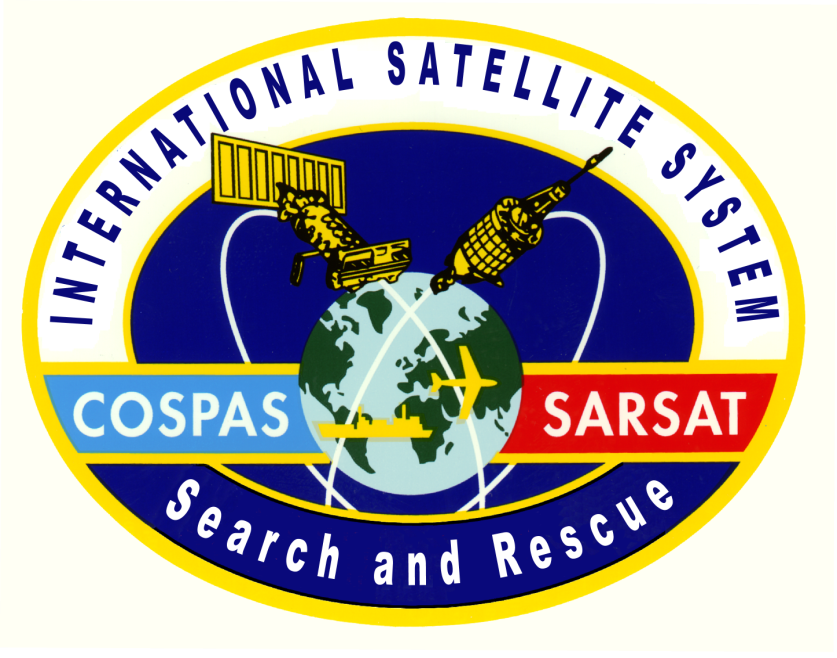 INTERNATIONAL SATELLITE SYSTEM
COSPAS
SARSAT
Search and Rescue